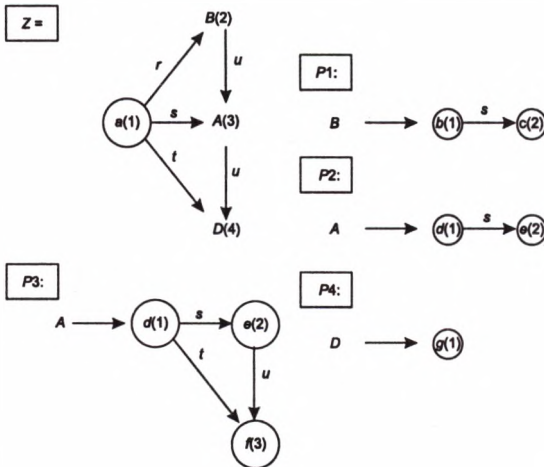 Z =
B(2)
r
u
P1:
a(1)
s
A(3)
B
b(1)
s
c(2)
t
u
P2:
D(4)
A
d(1)
s
e(2)
P3:
P4:
A
d(1)
s
e(2)
D
g(1)
t
u
f(3)